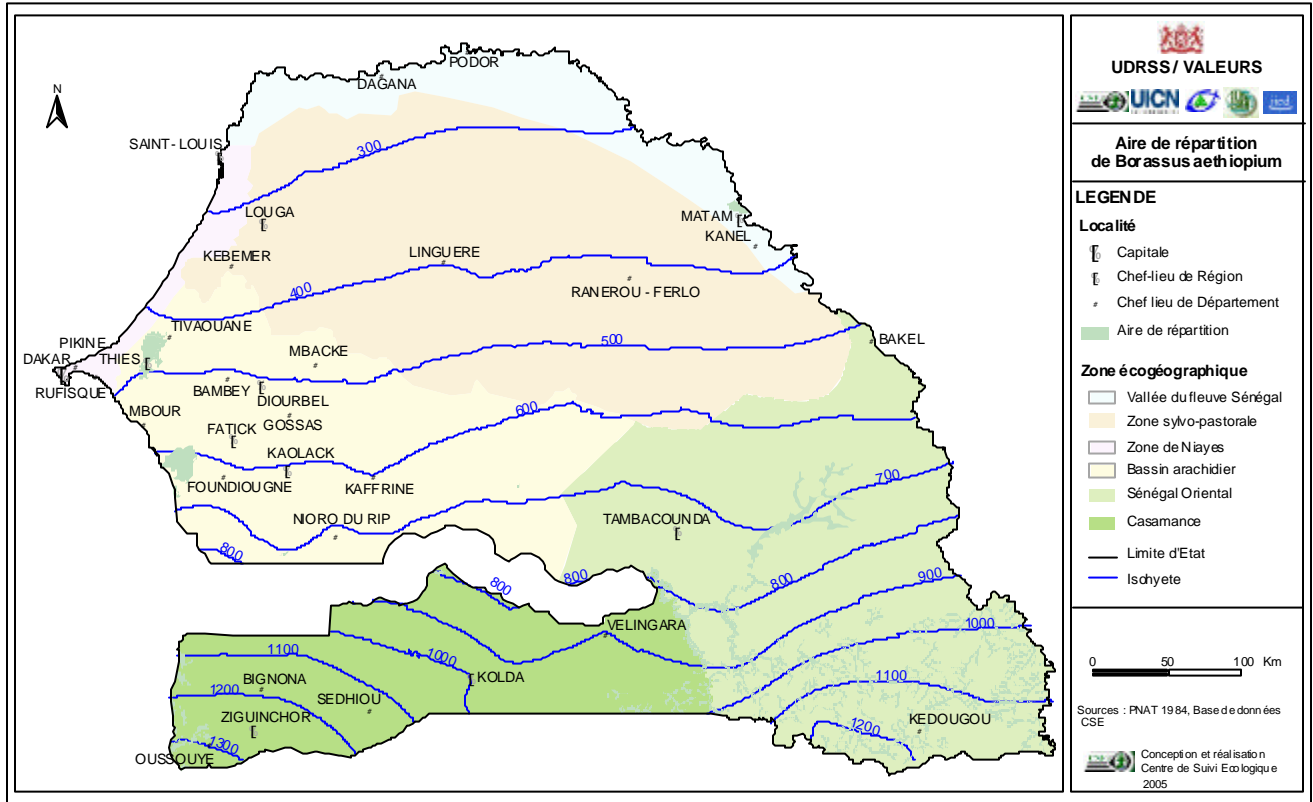 N
PODOR
DAGANA
SAINT-LOUIS
300
LOUGA
MATAM
KANEL
KEBEMER
LINGUERE
400
RANEROU - FERLO
TIVAOUANE
PIKINE
DAKAR
THIES
MBACKE
500
BAKEL
RUFISQUE
BAMBEY
DIOURBEL
MBOUR
600
FATICK
GOSSAS
KAOLACK
FOUNDIOUGNE
KAFFRINE
700
NIORO DU RIP
TAMBACOUNDA
800
800
800
800
900
VELINGARA
1000
1100
1000
KOLDA
1100
BIGNONA
1200
SEDHIOU
ZIGUINCHOR
KEDOUGOU
1200
1300
OUSSOUYE
UDRSS / VALEURS
UICN
iied
Aire de répartition
de Borassus aethiopium
LEGENDE
Localité
Capitale
Chef-lieu de Région
Chef lieu de Département
Aire de répartition
Zone écogéographique
Vallée du fleuve Sénégal
Zone sylvo-pastorale
Zone de Niayes
Bassin arachidier
Sénégal Oriental
Casamance
Limite d'Etat
Isohyete
0 50 100 Km
Sources : PNAT 1984, Base de données
CSE
Conception et réalisation
Centre de Suivi Ecologique
2005